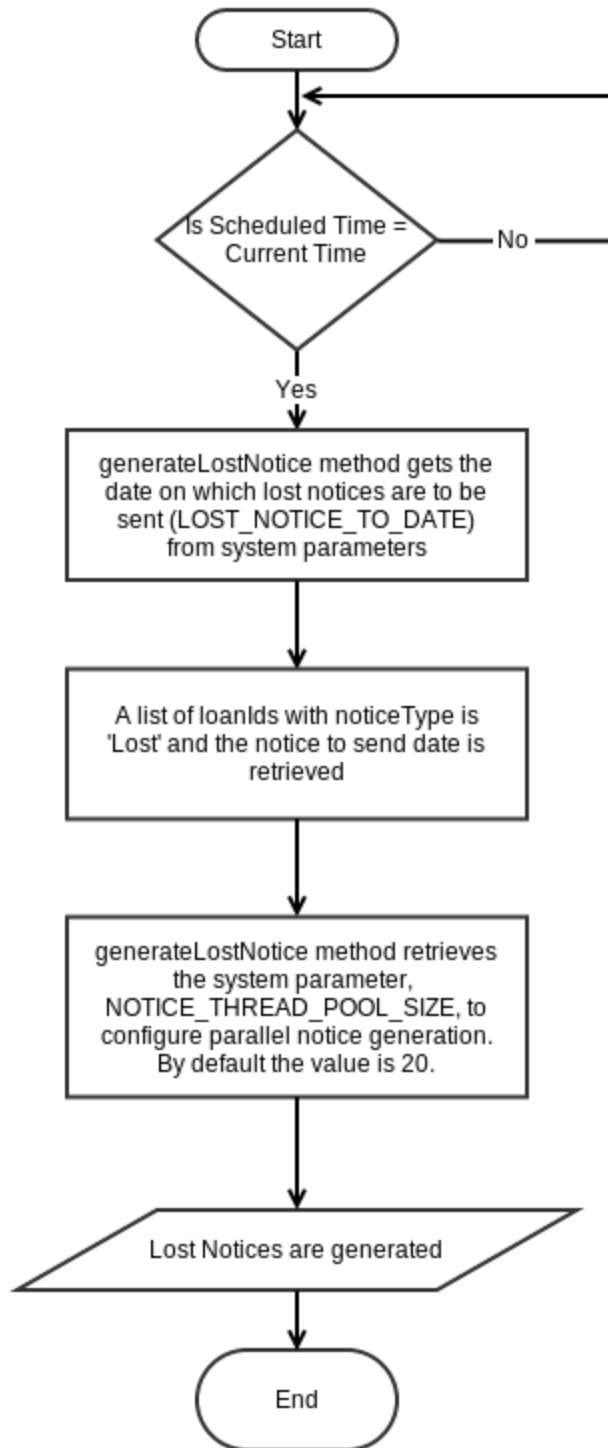 Start
Is Scheduled Time =
Current Time
No
Yes
generateLostNotice method gets the
date on which lost notices are to be
sent (LOST_NOTICE_TO_DATE)
from system parameters
A list of loanIds with noticeType is
'Lost' and the notice to send date is
retrieved
generateLostNotice method retrieves
the system parameter,
NOTICE_THREAD_POOL_SIZE, to
configure parallel notice generation.
By default the value is 20.
Lost Notices are generated
End